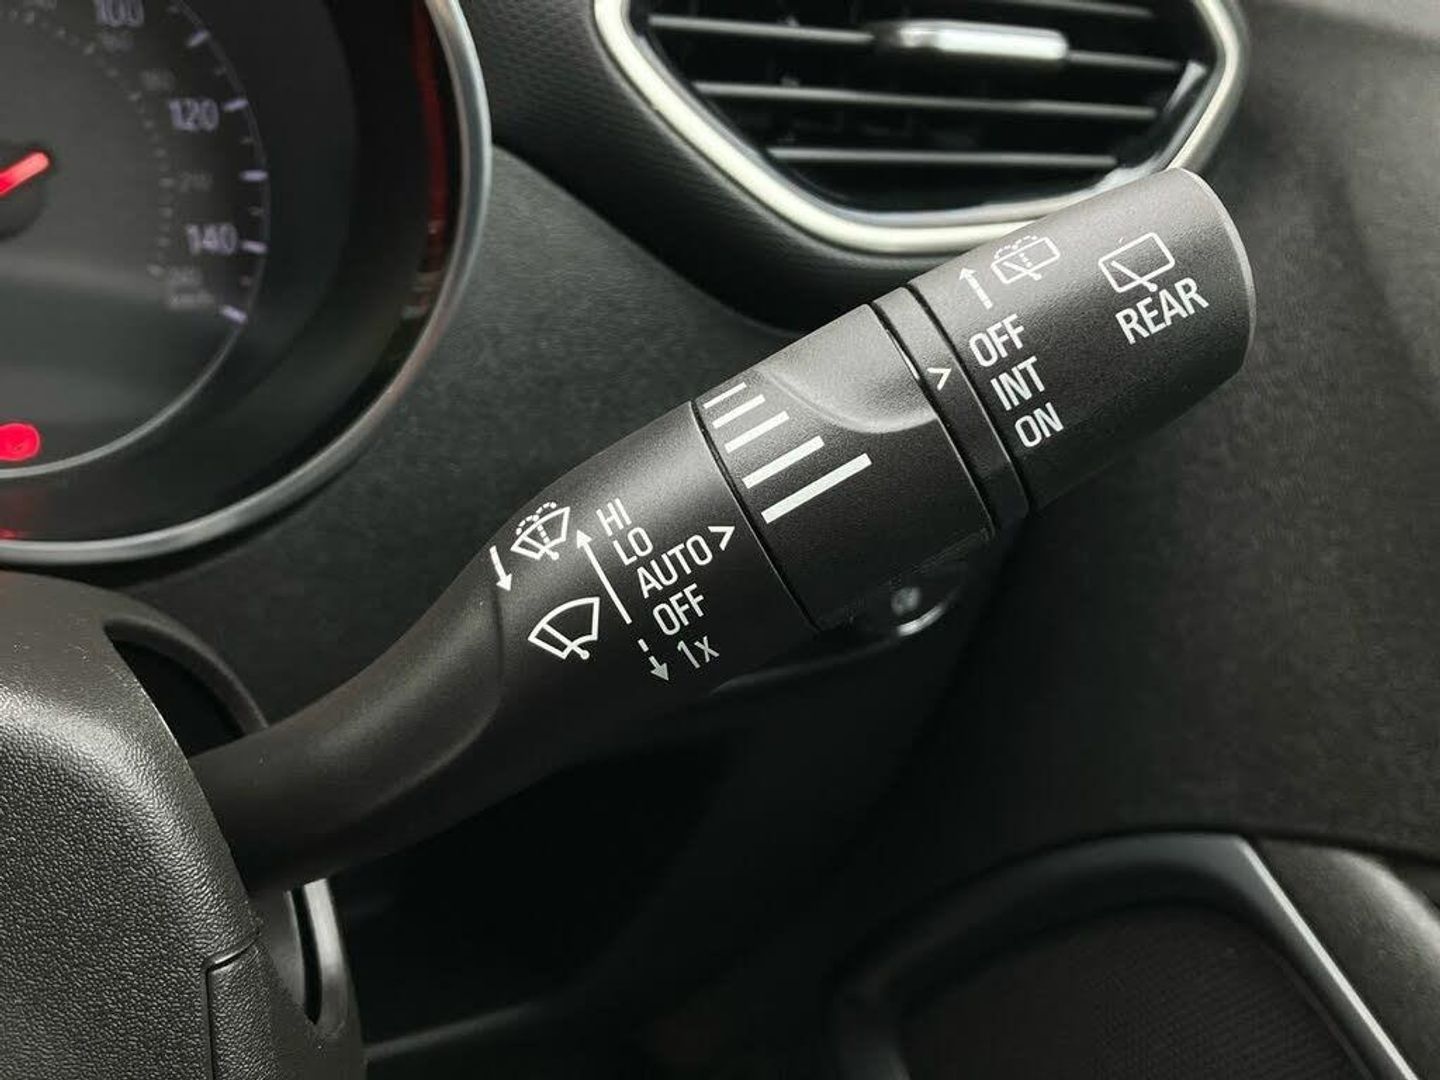 100
120
140
REAR
OFF
INT
ON
>
HI
LO
AUTO >
OFF
1x